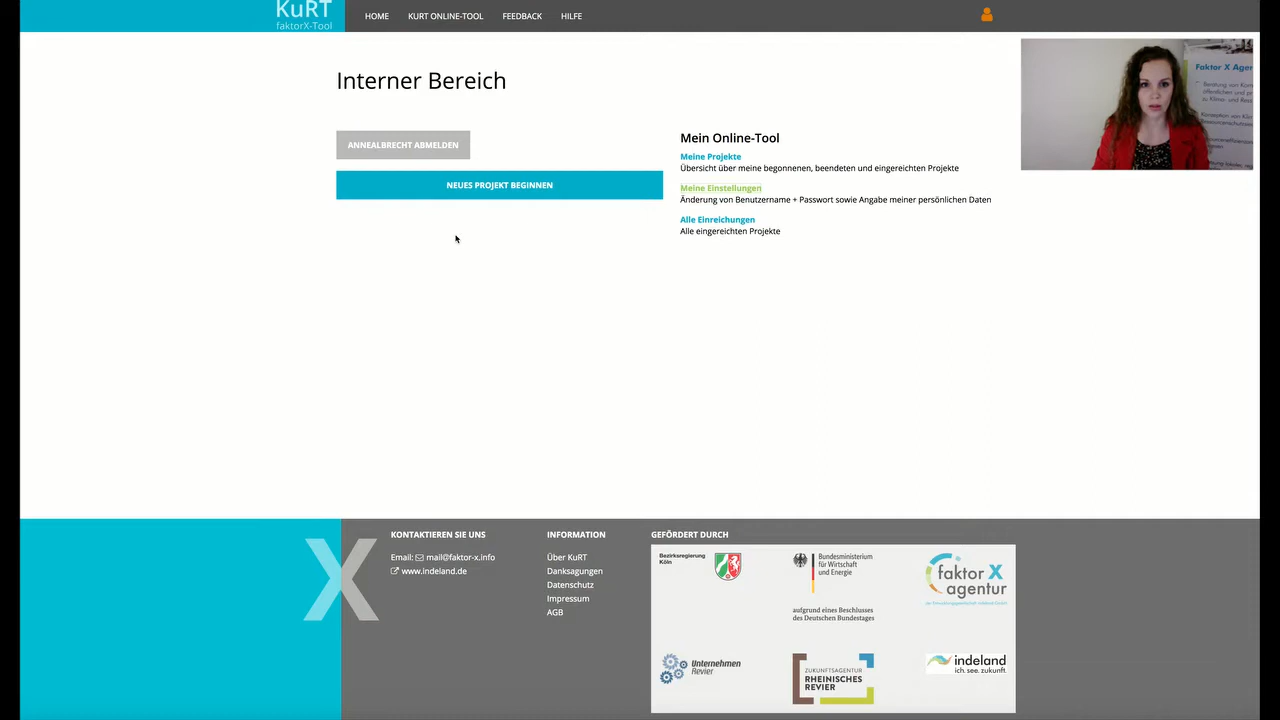 KuRT
faktorX-Tool
HOME
KURT ONLINE-TOOL
FEEDBACK
HILFE
Interner Bereich
ANNEALBRECHT ABMELDEN
NEUES PROJEKT BEGINNEN
Mein Online-Tool
Meine Projekte
Übersicht über meine begonnenen, beendeten und eingereichten Projekte
Meine Einstellungen
Änderung von Benutzername + Passwort sowie Angabe meiner persönlichen Daten
Alle Einreichungen
Alle eingereichten Projekte
Faktor X Agen
KONTAKTIEREN SIE UNS
Email: mail@faktor-x.info
www.indeland.de
INFORMATION
Über KuRT
Danksagungen
Datenschutz
Impressum
AGB
GEFÖRDERT DURCH
Bezirksregierung
Köln
Bundesministerium
für Wirtschaft
und Energie
aufgrund eines Beschlusses
des Deutschen Bundestages
faktor X
agentur
Unternehmen
Revier
ZUKUNFTSAGENTUR
RHEINISCHES
REVIER
indeland
ich. see. zukunft.
X